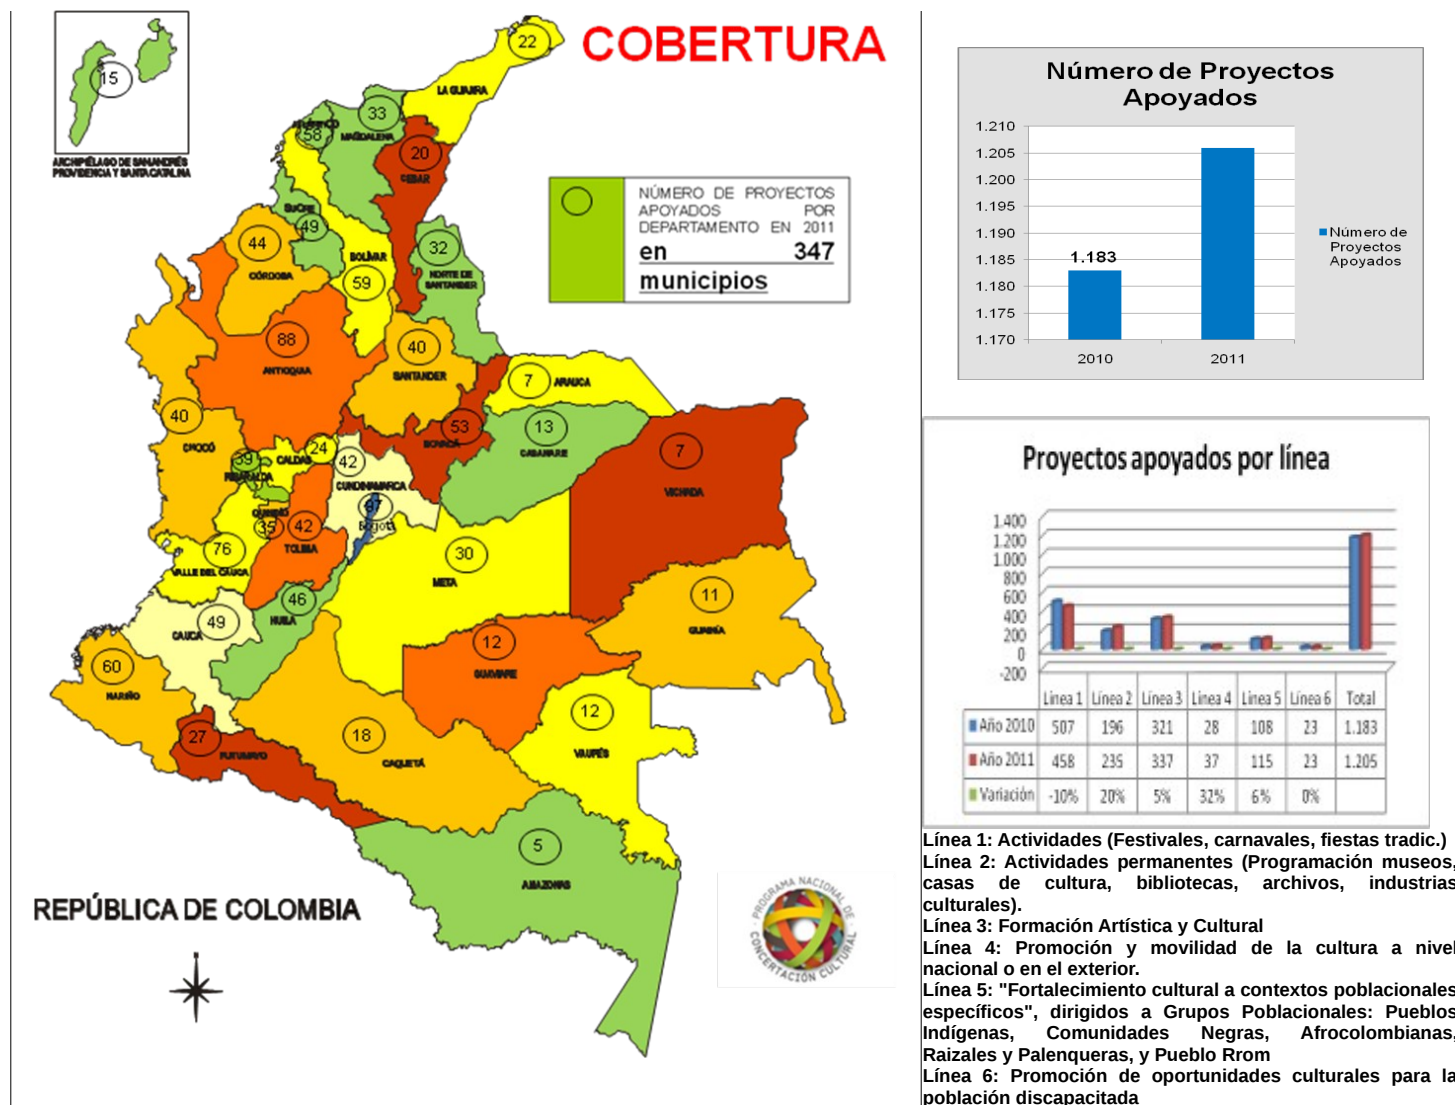 COBERTURA
22
15
LA GUAJIRA
33
58
MAGDALENA
20
CESAR
ARCHIPIÉLAGO DE SAN ANDRÉS
PROVIDENCIA Y SANTA CATALINA
NÚMERO DE PROYECTOS
APOYADOS POR
DEPARTAMENTO EN 2011
en 347
municipios
SUCRE
49
44
CÓRDOBA
BOLÍVAR
59
32
NORTE DE
SANTANDER
88
ANTIOQUIA
40
SANTANDER
7
ARAUCA
40
CHOCÓ
53
BOYACÁ
13
CASANARE
7
VICHADA
39
RISARALDA
CALDAS
24
42
CUNDINAMARCA
97
Bogotá
QUINDÍO
35
42
TOLIMA
76
VALLE DEL CAUCA
30
META
46
HUILA
11
GUAINÍA
49
CAUCA
12
GUAVIARE
60
NARIÑO
12
VAUPÉS
27
PUTUMAYO
18
CAQUETÁ
5
AMAZONAS
REPÚBLICA DE COLOMBIA
PROGRAMA NACIONAL DE
CONCERTACIÓN CULTURAL
Número de Proyectos
Apoyados
1.210
1.205
1.200
1.195
1.190
1.185
1.180
1.175
1.170
1.183
2010 2011
Número de
Proyectos
Apoyados
Proyectos apoyados por línea
1.400
1.200
1.000
800
600
400
200
0
-200
Línea 1 Línea 2 Línea 3 Línea 4 Línea 5 Línea 6 Total
Año 2010 507 196 321 28 108 23 1.183
Año 2011 458 235 337 37 115 23 1.205
Variación -10% 20% 5% 32% 6% 0%
Línea 1: Actividades (Festivales, carnavales, fiestas tradic.)
Línea 2: Actividades permanentes (Programación museos,
casas de cultura, bibliotecas, archivos, industrias
culturales).
Línea 3: Formación Artística y Cultural
Línea 4: Promoción y movilidad de la cultura a nivel
nacional o en el exterior.
Línea 5: "Fortalecimiento cultural a contextos poblacionales
específicos", dirigidos a Grupos Poblacionales: Pueblos
Indígenas, Comunidades Negras, Afrocolombianas,
Raizales y Palenqueras, y Pueblo Rrom
Línea 6: Promoción de oportunidades culturales para la
población discapacitada